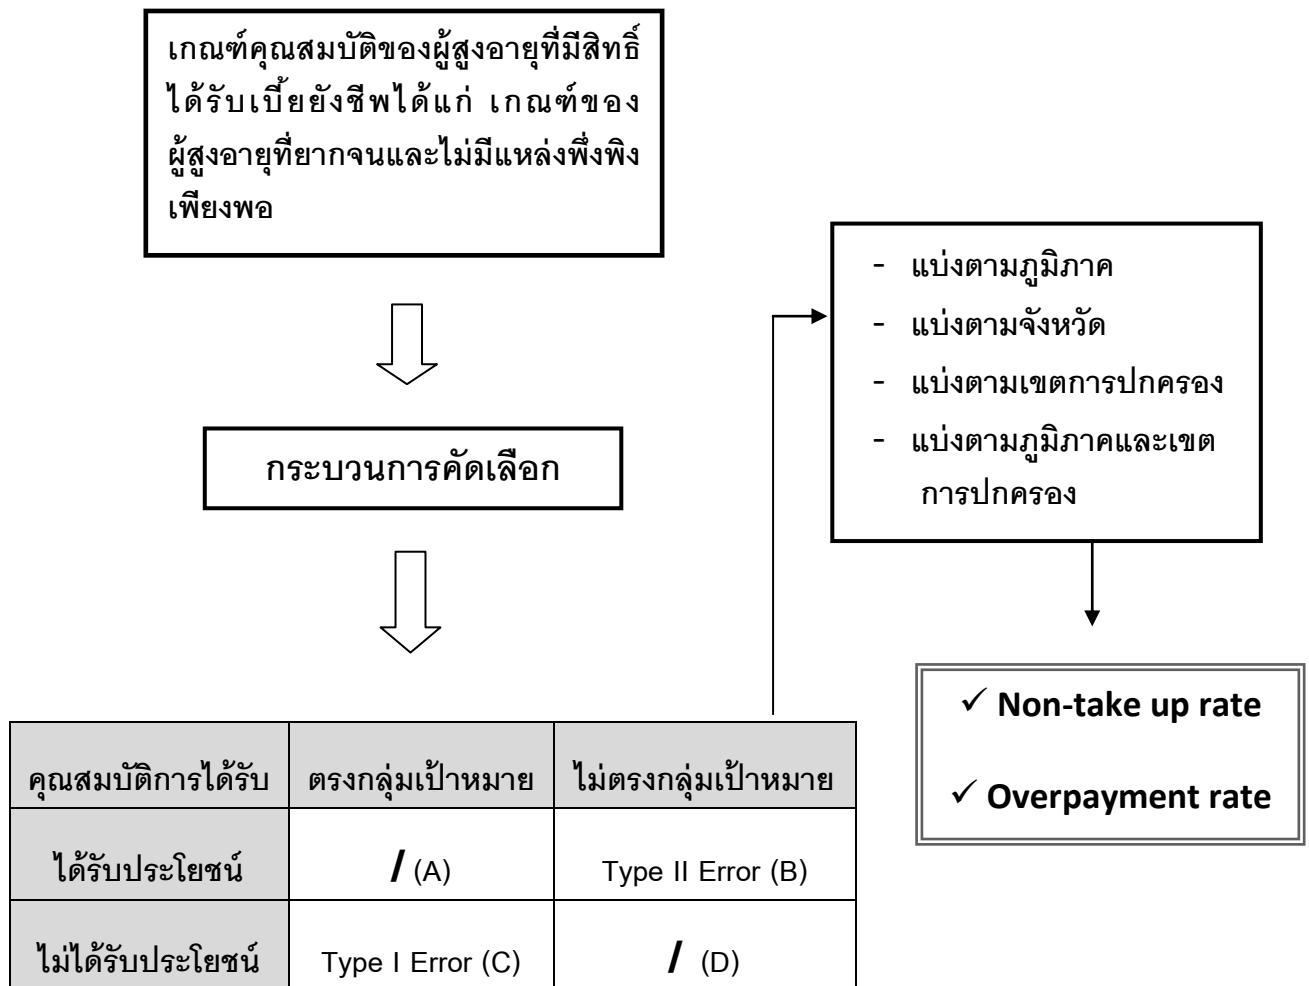 เกณฑ์คุณสมบัติของผู้สูงอายุที่มีสิทธิ์
ได้รับเบี้ยยังชีพได้แก่ เกณฑ์ของ
ผู้สูงอายุที่ยากจนและไม่มีแหล่งพึ่งพิง
เพียงพอ
กระบวนการคัดเลือก
- แบ่งตามภูมิภาค
- แบ่งตามจังหวัด
- แบ่งตามเขตการปกครอง
- แบ่งตามภูมิภาคและเขต
การปกครอง
✓ Non-take up rate
✓ Overpayment rate
คุณสมบัติการได้รับ ตรงกลุ่มเป้าหมาย ไม่ตรงกลุ่มเป้าหมาย
ได้รับประโยชน์ / (A) Type II Error (B)
ไม่ได้รับประโยชน์ Type I Error (C) / (D)